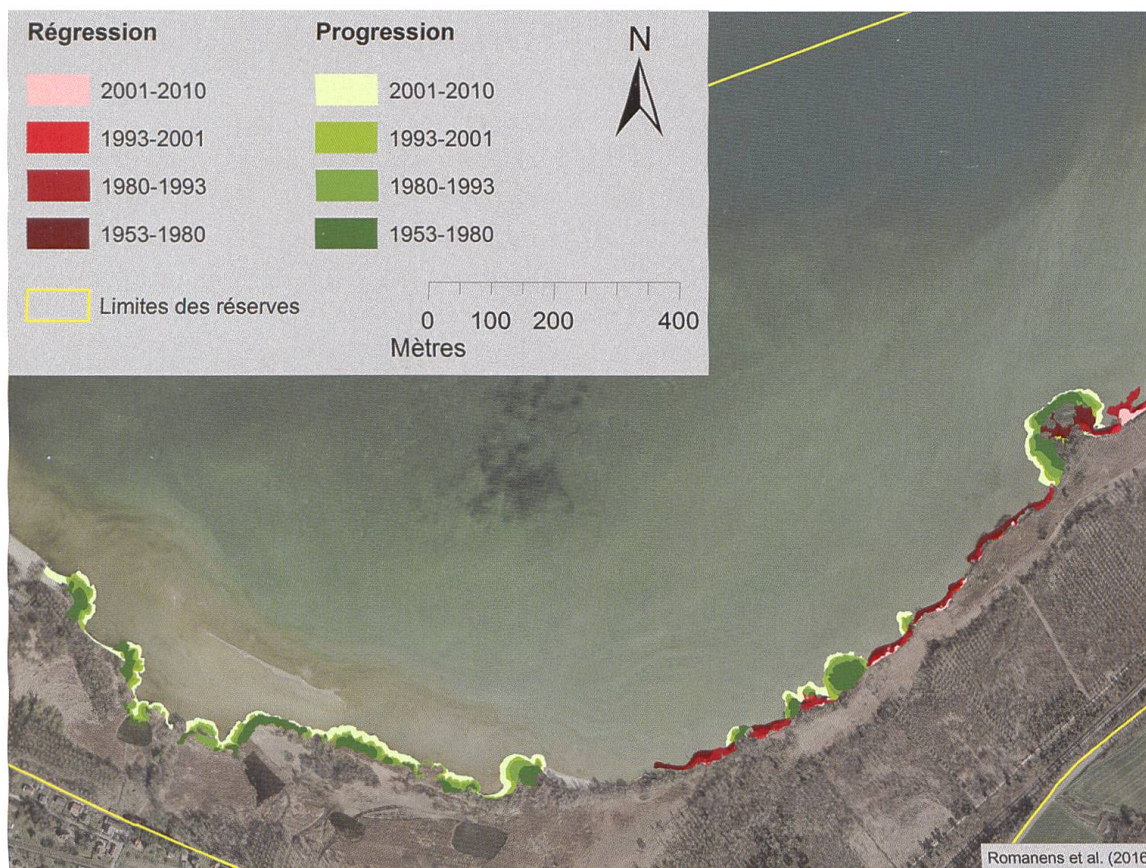 Régression
2001-2010
1993-2001
1980-1993
1953-1980
Progression
2001-2010
1993-2001
1980-1993
1953-1980
Limites des réserves
N
0 100 200 400
Mètres
Romanens et al. (2016